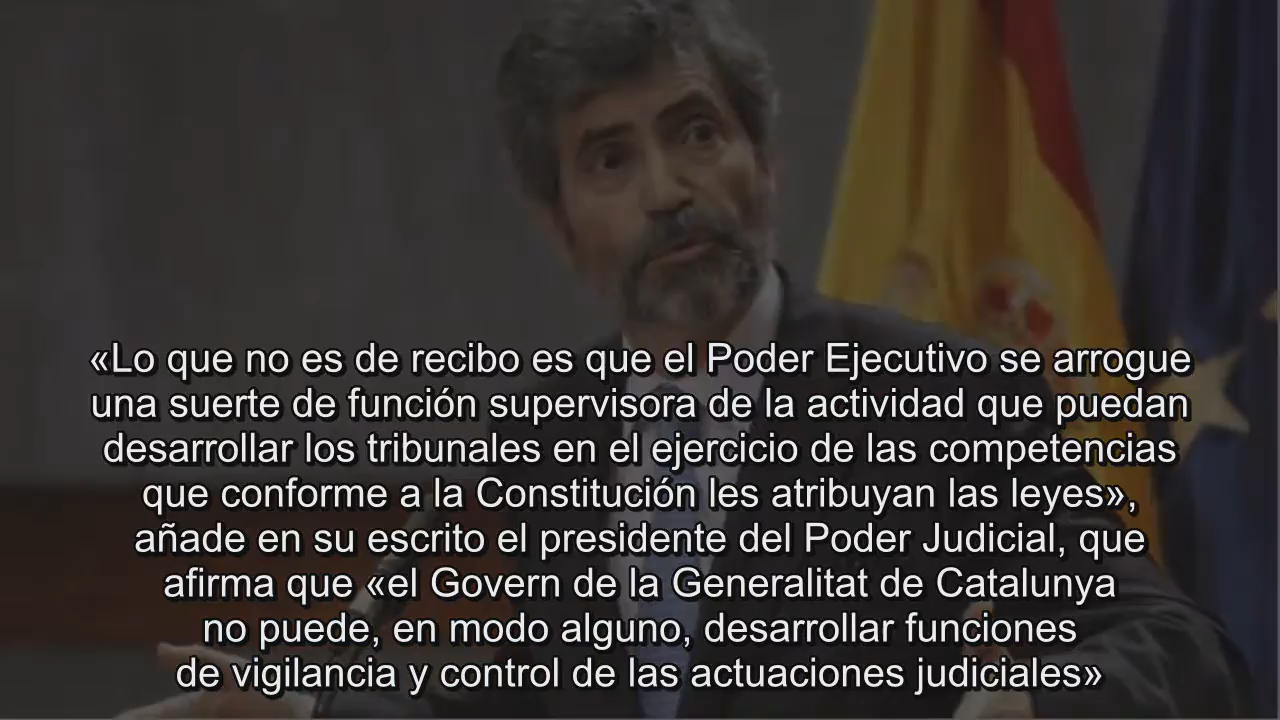 «Lo que no es de recibo es que el Poder Ejecutivo se arrogue
una suerte de función supervisora de la actividad que puedan
desarrollar los tribunales en el ejercicio de las competencias
que conforme a la Constitución les atribuyan las leyes»,
añade en su escrito el presidente del Poder Judicial, que
afirma que «el Govern de la Generalitat de Catalunya
no puede, en modo alguno, desarrollar funciones
de vigilancia y control de las actuaciones judiciales»